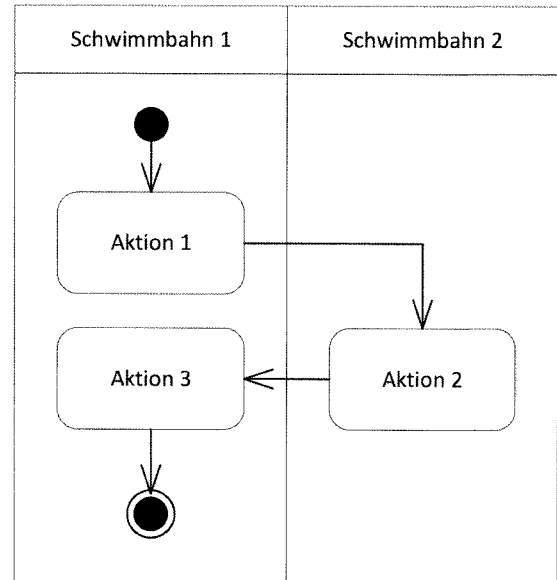 Schwimmbahn 1
Schwimmbahn 2
Aktion 1
Aktion 3
Aktion 2